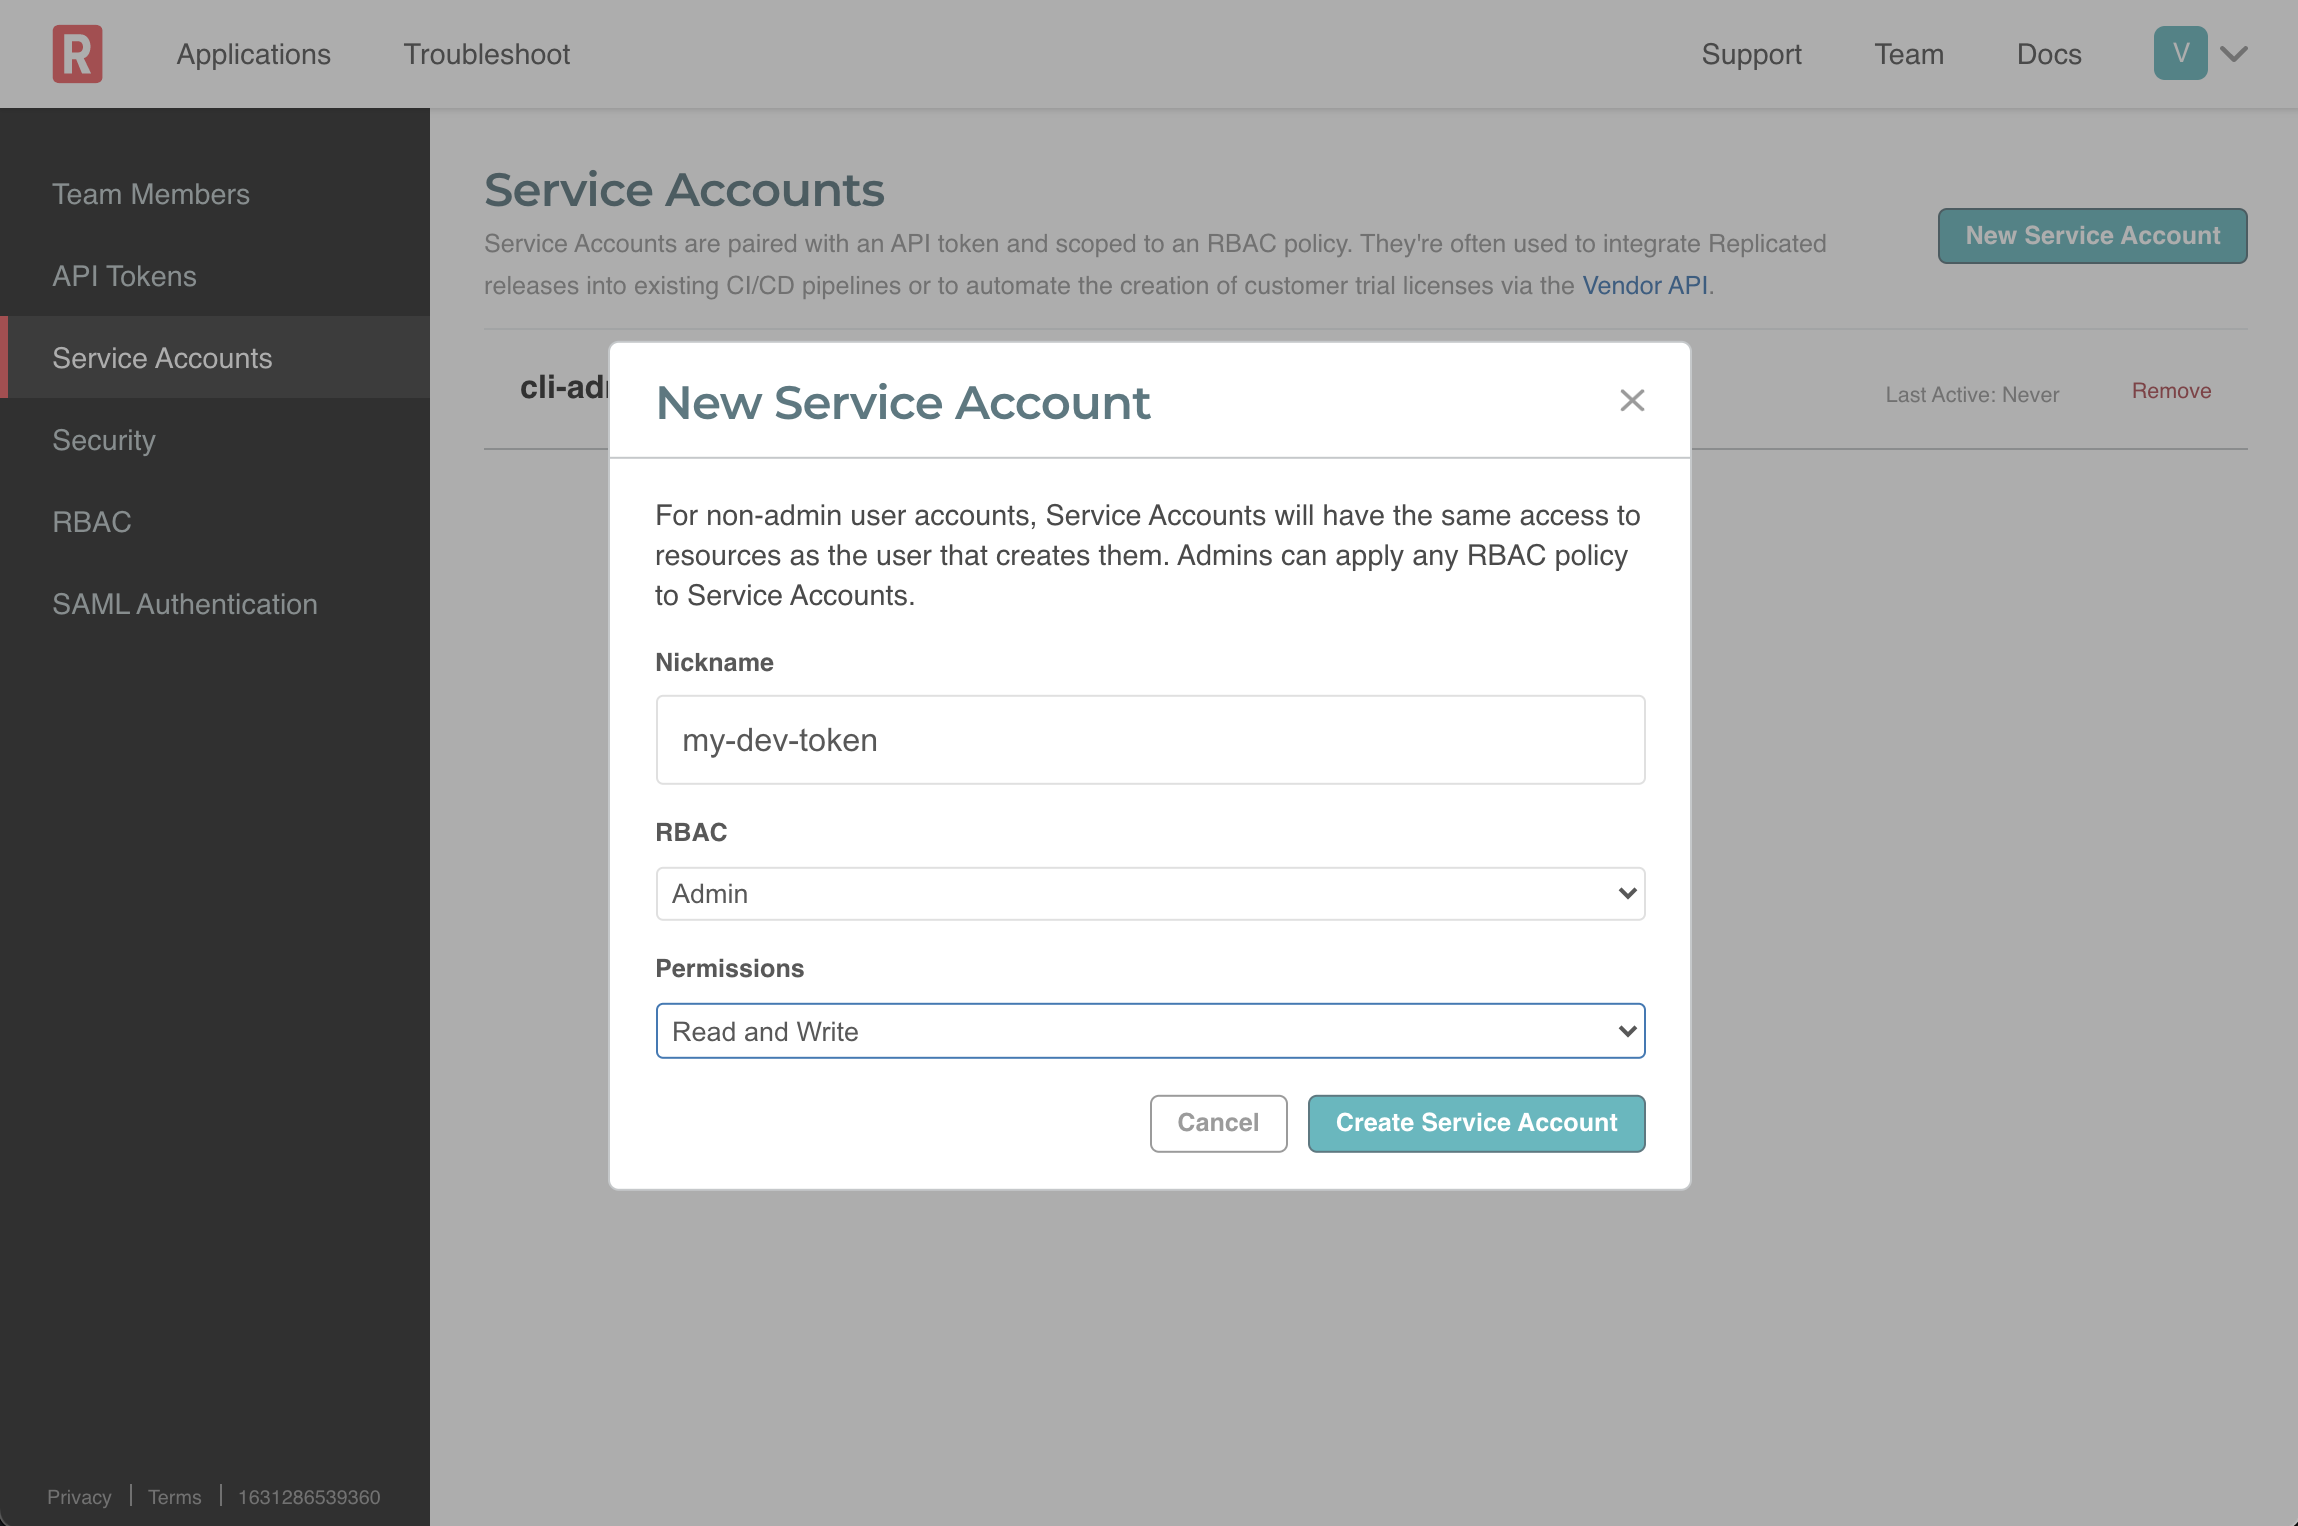 R
Applications
Troubleshoot
Support
Team
Docs
V
Team Members
API Tokens
Service Accounts
Security
RBAC
SAML Authentication
Privacy | Terms | 1631286539360
Service Accounts
Service Accounts are paired with an API token and scoped to an RBAC policy. They're often used to integrate Replicated
releases into existing CI/CD pipelines or to automate the creation of customer trial licenses via the Vendor API.
New Service Account
Last Active: Never
Remove
New Service Account
For non-admin user accounts, Service Accounts will have the same access to
resources as the user that creates them. Admins can apply any RBAC policy
to Service Accounts.
Nickname
my-dev-token
RBAC
Admin
Permissions
Read and Write
Cancel
Create Service Account